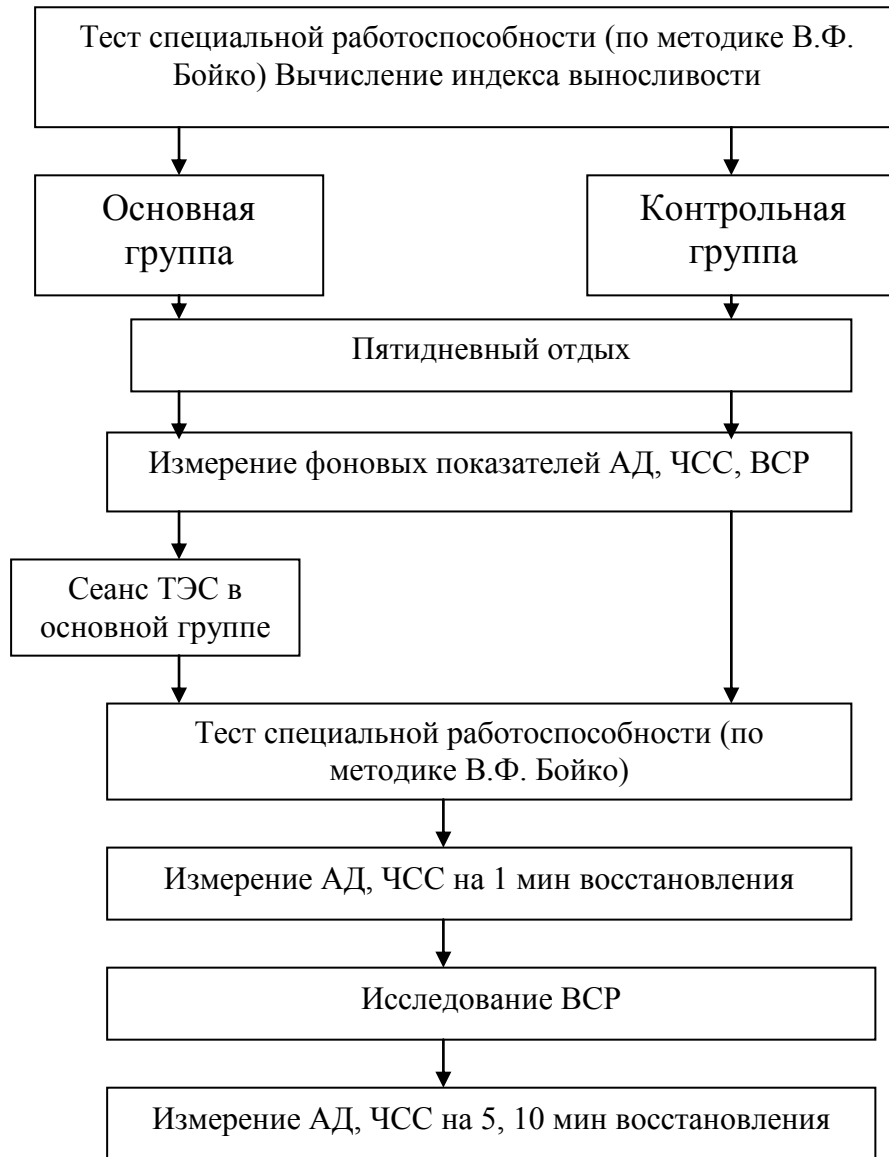 Тест специальной работоспособности (по методике В.Ф.
Бойко) Вычисление индекса выносливости
Основная
группа
Контрольная
группа
Пятидневный отдых
Измерение фоновых показателей АД, ЧСС, ВСР
Сеанс ТЭС в
основной группе
Тест специальной работоспособности (по
методике В.Ф. Бойко)
Измерение АД, ЧСС на 1 мин восстановления
Исследование ВСР
Измерение АД, ЧСС на 5, 10 мин восстановления